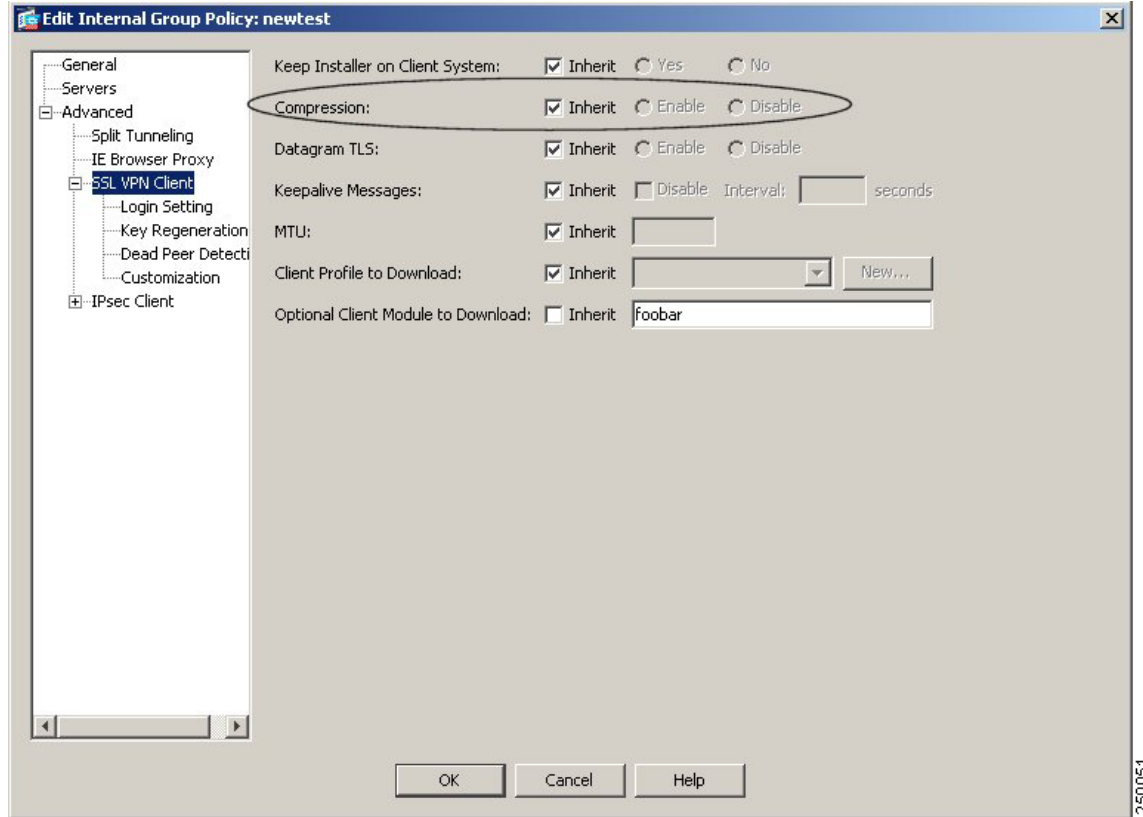 Edit Internal Group Policy: newtest
General
Servers
Advanced
Split Tunneling
IE Browser Proxy
SSL VPN Client
Login Setting
Key Regeneration
Dead Peer Detecti
Customization
IPsec Client
Keep Installer on Client System: Inherit Yes No
Compression: Inherit Enable Disable
Datagram TLS: Inherit Enable Disable
Keepalive Messages: Inherit Disable Interval: seconds
MTU: Inherit
Client Profile to Download: Inherit New...
Optional Client Module to Download: Inherit foobar
OK Cancel Help
250051